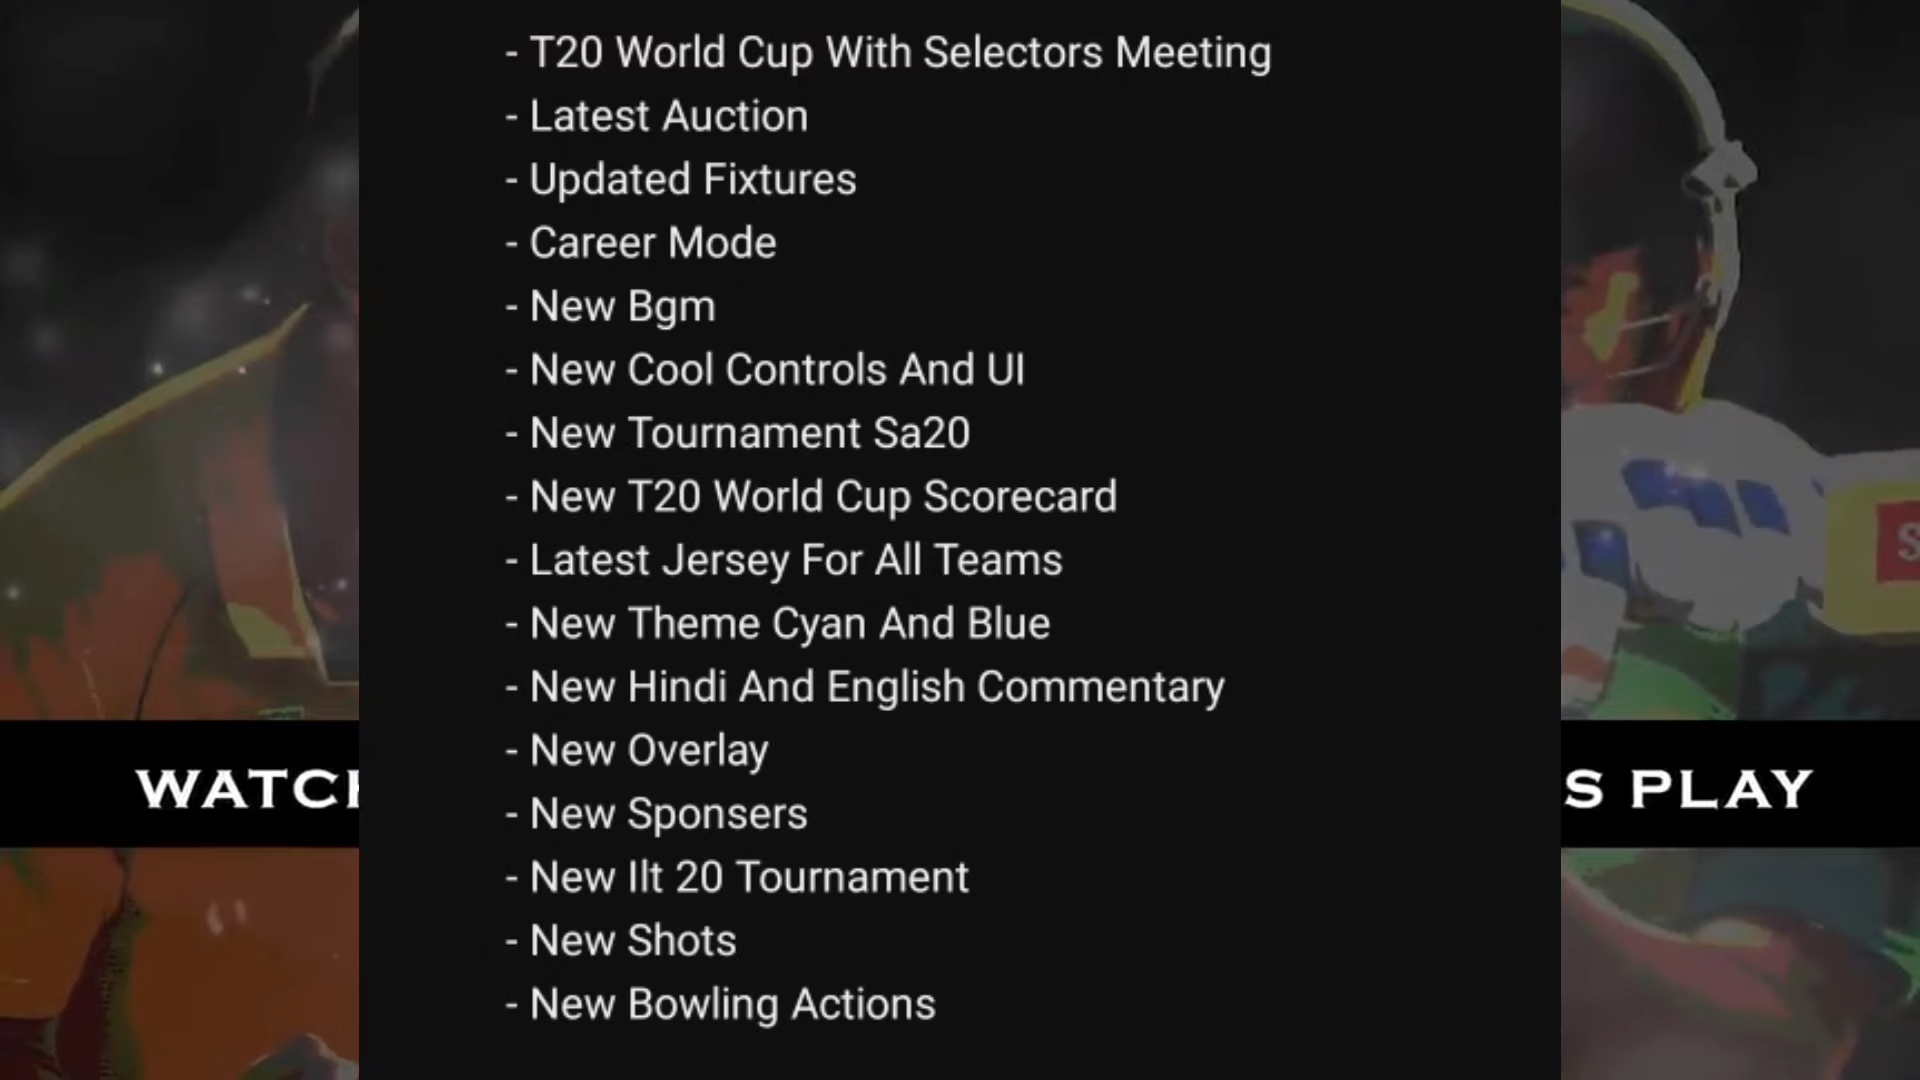 - T20 World Cup With Selectors Meeting
- Latest Auction
- Updated Fixtures
- Career Mode
- New Bgm
- New Cool Controls And UI
- New Tournament Sa20
- New T20 World Cup Scorecard
- Latest Jersey For All Teams
- New Theme Cyan And Blue
- New Hindi And English Commentary
- New Overlay
- New Sponsers
- New Ilt 20 Tournament
- New Shots
- New Bowling Actions
S PLAY